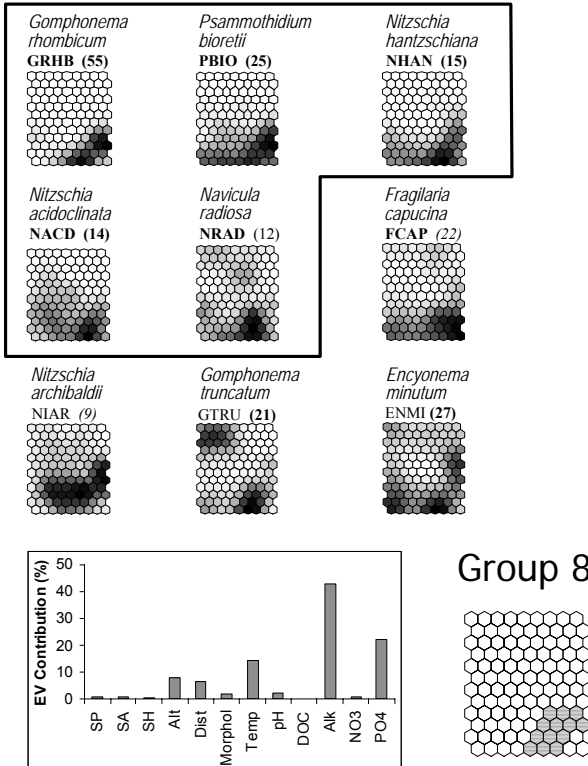 Gomphonema
rhombicum
GRHB (55)
Psammothidium
bioretii
PBIO (25)
Nitzschia
hantzschiana
NHAN (15)
Nitzschia
acidoclinata
NACD (14)
Navicula
radiosa
NRAD (12)
Fragilaria
capucina
FCAP (22)
Nitzschia
archibaldii
NIAR (9)
Gomphonema
truncatum
GTRU (21)
Encyonema
minutum
ENMI (27)
EV Contribution (%)
50
40
30
20
10
0
SP
SA
SH
Alt
Dist
Morphol
Temp
pH
DOC
Alk
NO3
PO4
Group 8